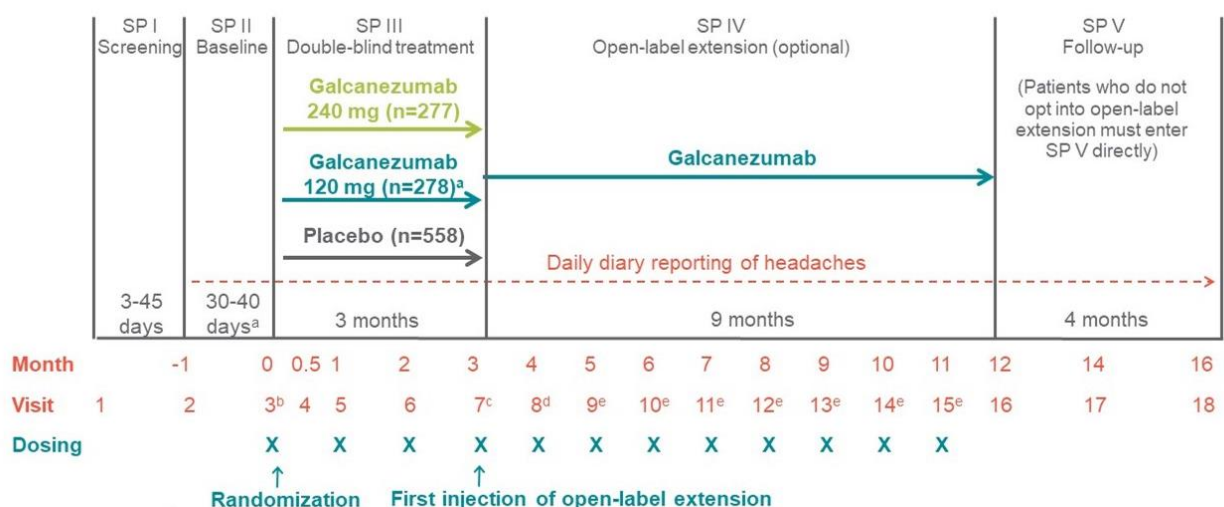 SP I
Screening
SP II
Baseline
SP III
Double-blind treatment
SP IV
Open-label extension (optional)
SP V
Follow-up
Galcanezumab
240 mg (n=277)
Galcanezumab
120 mg (n=278)ᵃ
Placebo (n=558)
Galcanezumab
(Patients who do not
opt into open-label
extension must enter
SP V directly)
Daily diary reporting of headaches
3-45
days
30-40
daysᵃ
3 months
9 months
4 months
Month -1 0 0.5 1 2 3 4 5 6 7 8 9 10 11 12 14 16
Visit 1 2 3ᵇ 4 5 6 7ᶜ 8ᵈ 9ᵉ 10ᵉ 11ᵉ 12ᵉ 13ᵉ 14ᵉ 15ᵉ 16 17 18
Dosing X X X X X X X X X X X X
Randomization
First injection of open-label extension